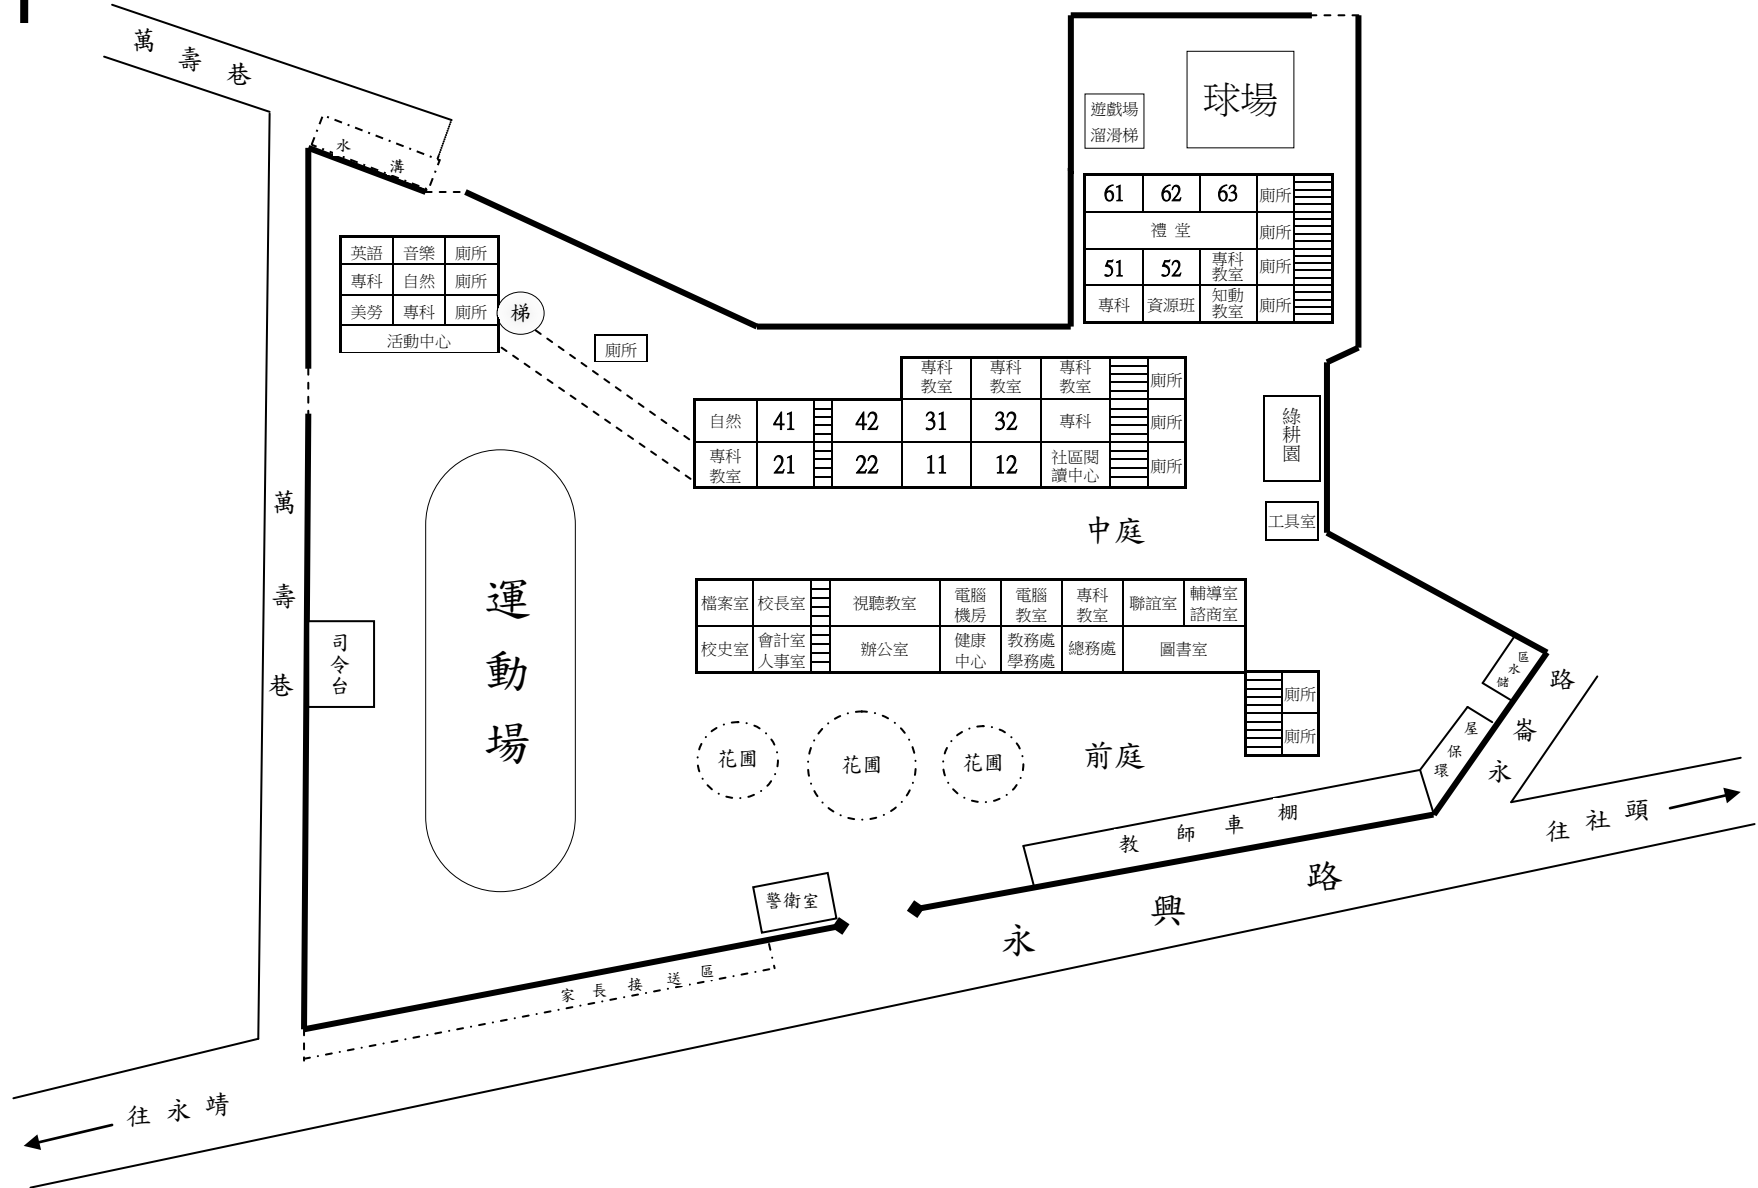 萬壽巷
水溝
球場
遊戲場
溜滑梯
61 62 63 廁所
禮堂 廁所
51 52 專科教室 廁所
專科 資源班 知動教室 廁所
英語 音樂 廁所
專科 自然 廁所
美勞 專科 廁所
活動中心
梯
廁所
專科教室 專科教室 專科教室 廁所
自然 41 42 31 32 專科 廁所
專科教室 21 22 11 12 社區閱讀中心 廁所
綠耕園
工具室
中庭
萬壽巷
司令台
運動場
檔案室 校長室 視聽教室 電腦機房 電腦教室 專科教室 聯誼室 輔導室諮商室
校史室 會計室人事室 辦公室 健康中心 教務處學務處 總務處 圖書室
廁所
廁所
花圃 花圃 花圃
前庭
區水儲
屋保環
路崙永
教師車棚
往社頭
永興路
警衛室
家長接送區
往永靖